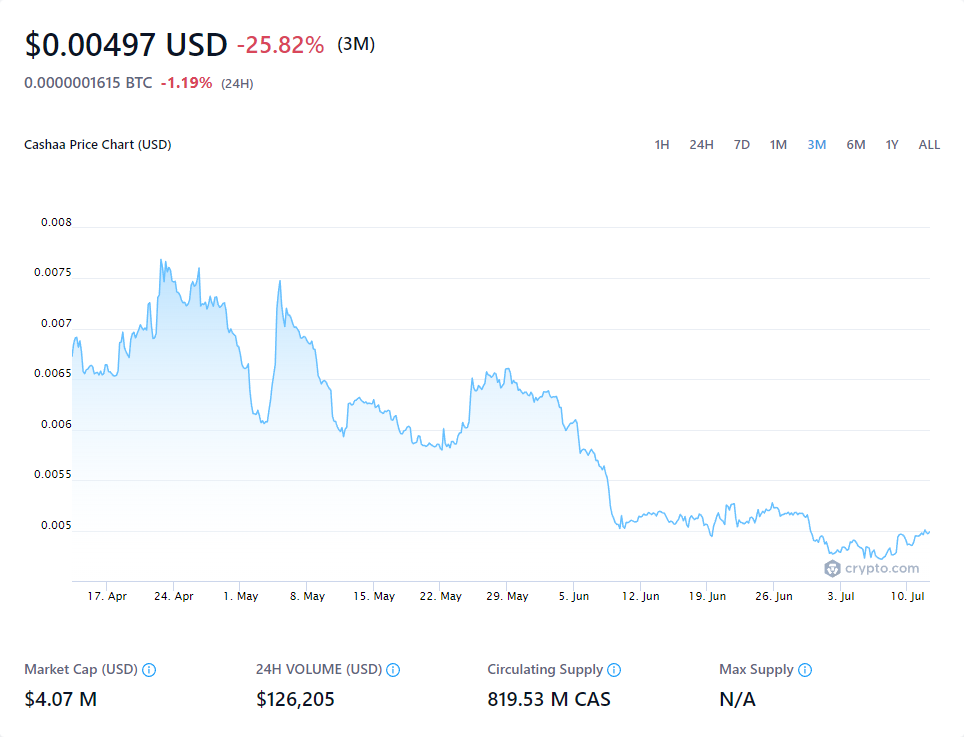 $0.00497 USD -25.82% (3M)
0.0000001615 BTC -1.19% (24H)
Cashaa Price Chart (USD) 1H 24H 7D 1M 3M 6M 1Y ALL
0.008
0.0075
0.007
0.0065
0.006
0.0055
0.005
crypto.com
17. Apr 24. Apr 1. May 8. May 15. May 22. May 29. May 5. Jun 12. Jun 19. Jun 26. Jun 3. Jul 10. Jul
Market Cap (USD) 24H VOLUME (USD) Circulating Supply Max Supply
$4.07 M $126,205 819.53 M CAS N/A